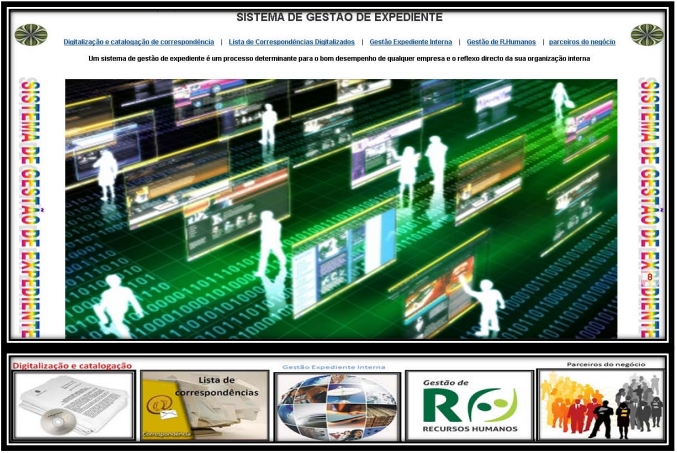 SISTEMA DE GESTÃO DE EXPEDIENTE
Digitalização e catalogação de correspondência | Lista de Correspondências Digitalizados | Gestão Expediente Interna | Gestão de R.Humanos | parceiros do negócio
Um sistema de gestão de expediente é um processo determinante para o bom desempenho de qualquer empresa e o reflexo directo da sua organização interna
SISTEMA DE GESTÃO DE EXPEDIENTE
SISTEMA DE GESTÃO DE EXPEDIENTE
8
Digitalização e catalogação
Lista de
correspondências
Correspondência
Gestão Expediente Interna
Gestão de
R
RECURSOS HUMANOS
Parceiros do negócio